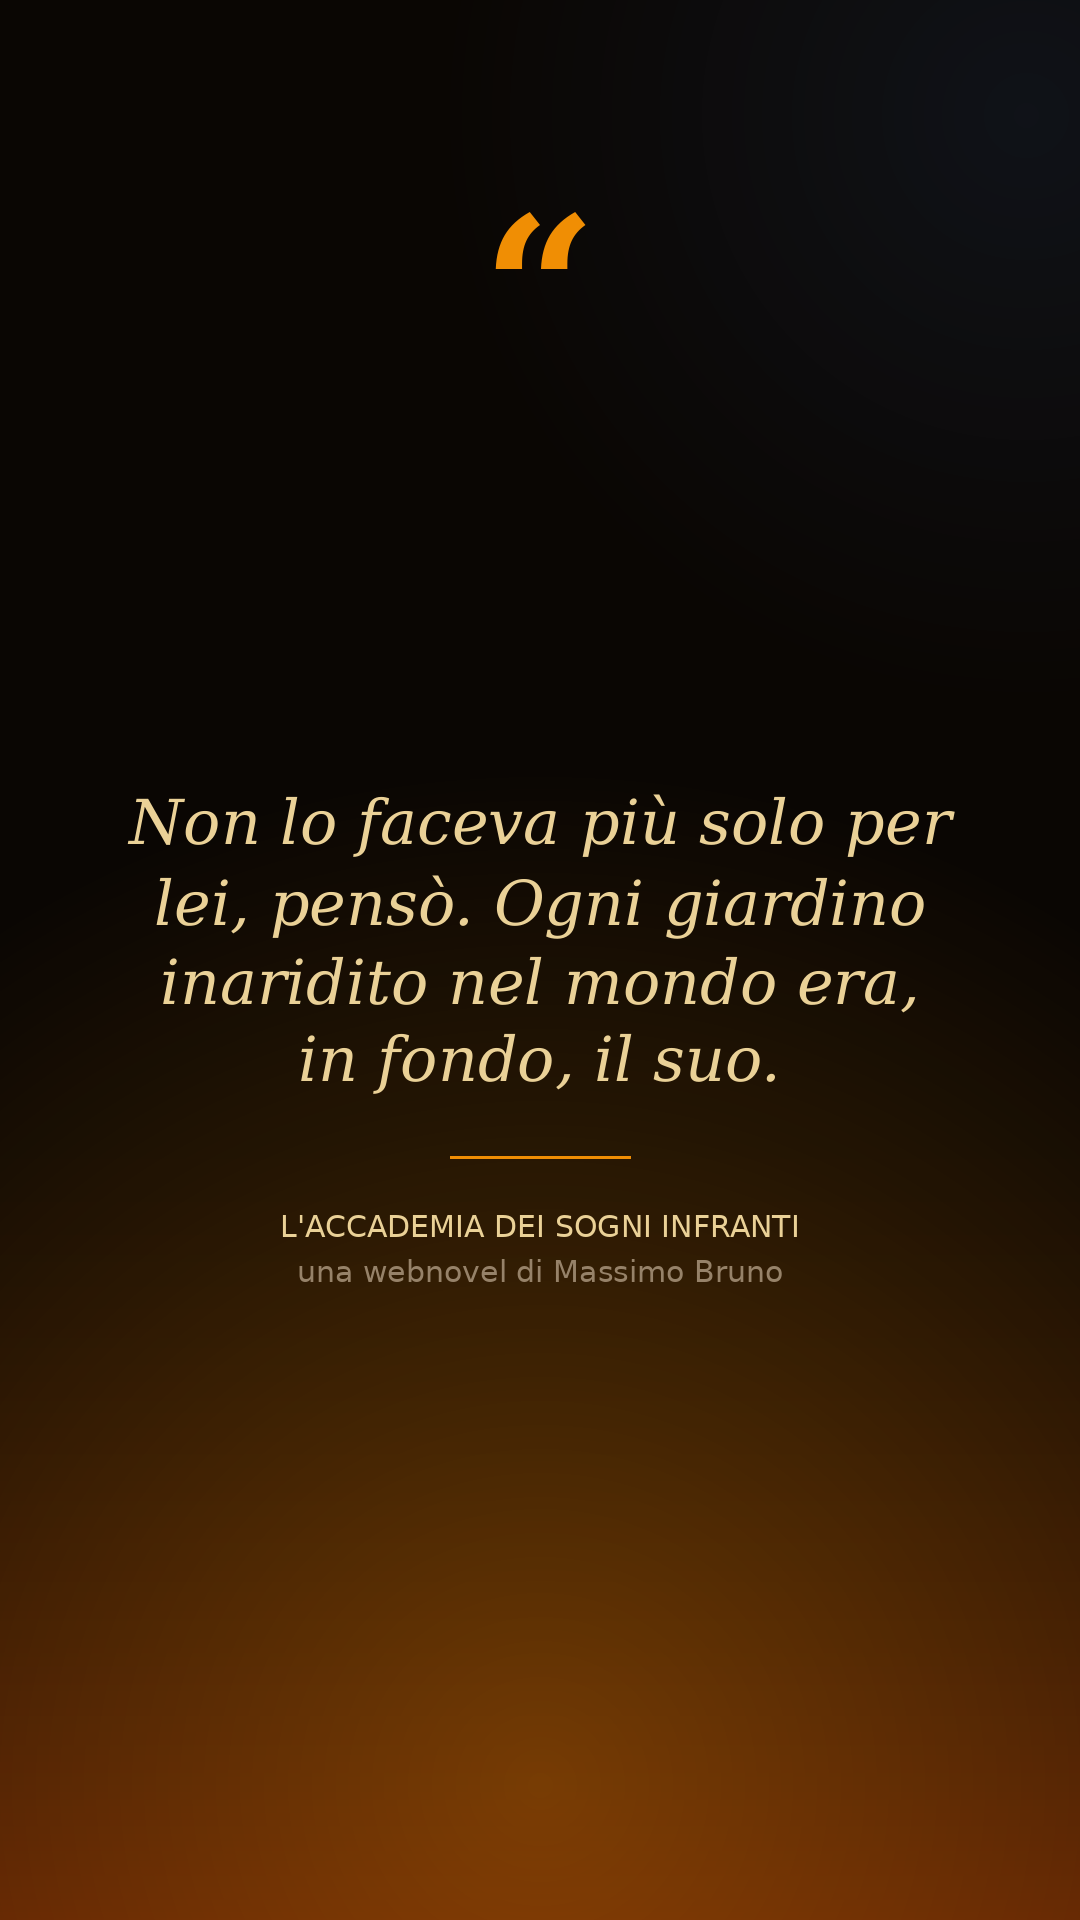 “
Non lo faceva più solo per
lei, pensò. Ogni giardino
inaridito nel mondo era,
in fondo, il suo.
L'ACCADEMIA DEI SOGNI INFRANTI
una webnovel di Massimo Bruno